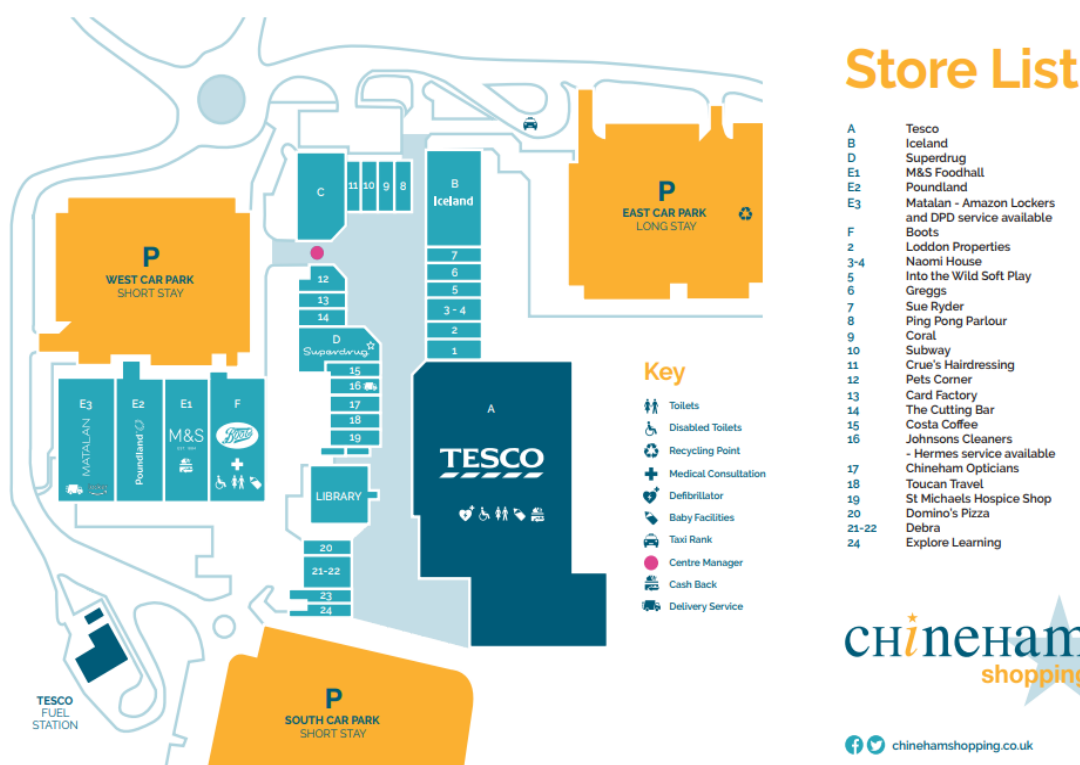 Store List
A Tesco
B Iceland
D Superdrug
E1 M&S Foodhall
E2 Poundland
E3 Matalan - Amazon Lockers
and DPD service available
F Boots
2 Loddon Properties
3-4 Naomi House
5 Into the Wild Soft Play
6 Greggs
7 Sue Ryder
8 Ping Pong Parlour
9 Coral
10 Subway
11 Crue's Hairdressing
12 Pets Corner
13 Card Factory
14 The Cutting Bar
15 Costa Coffee
16 Johnsons Cleaners
- Hermes service available
17 Chineham Opticians
18 Toucan Travel
19 St Michaels Hospice Shop
20 Domino's Pizza
21-22 Debra
24 Explore Learning
CHineHam
shopping
chinehamshopping.co.uk
C
11 10 9 8
B
Iceland
P
EAST CAR PARK
LONG STAY
P
WEST CAR PARK
SHORT STAY
7
6
5
3 - 4
2
1
12
13
14
D
Superdrug
15
16
17
18
19
LIBRARY
20
21-22
23
24
E3
MATALAN
E2
Poundland
E1
M&S
F
Boots
A
TESCO
Key
Toilets
Disabled Toilets
Recycling Point
Medical Consultation
Defibrillator
Baby Facilities
Taxi Rank
Centre Manager
Cash Back
Delivery Service
TESCO
FUEL
STATION
P
SOUTH CAR PARK
SHORT STAY